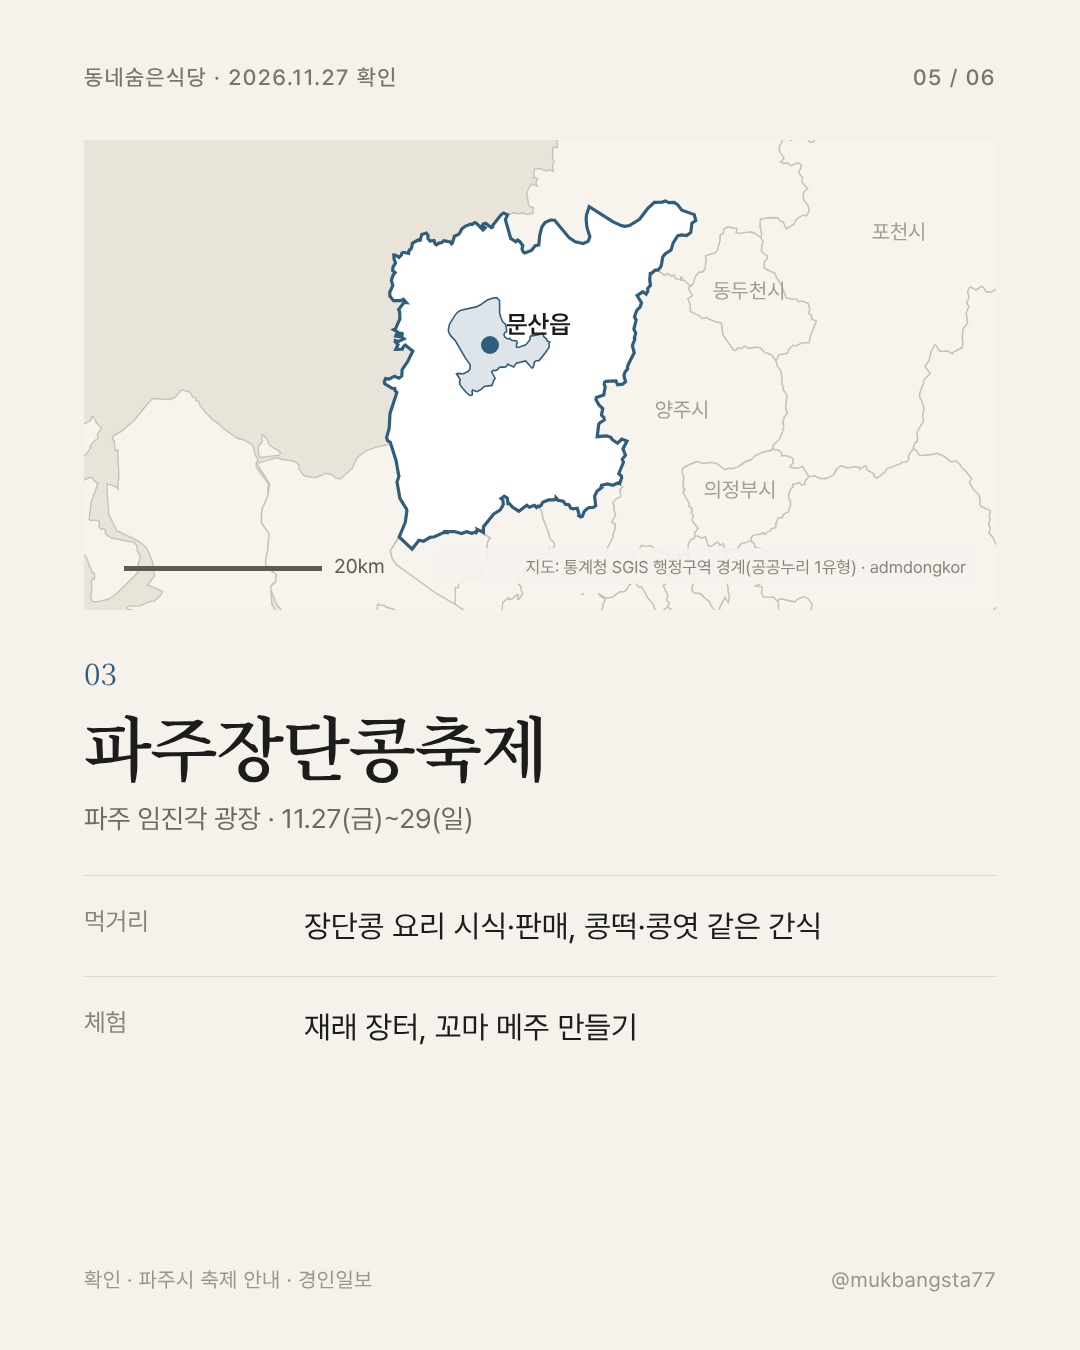 동네숨은식당 · 2026.11.27 확인
05 / 06
포천시
동두천시
문산읍
양주시
의정부시
20km
지도: 통계청 SGIS 행정구역 경계(공공누리 1유형) · admdongkor
03
파주장단콩축제
파주 임진각 광장 · 11.27(금)~29(일)
먹거리
장단콩 요리 시식·판매, 콩떡·콩엿 같은 간식
체험
재래 장터, 꼬마 메주 만들기
확인 · 파주시 축제 안내 · 경인일보
@mukbangsta77